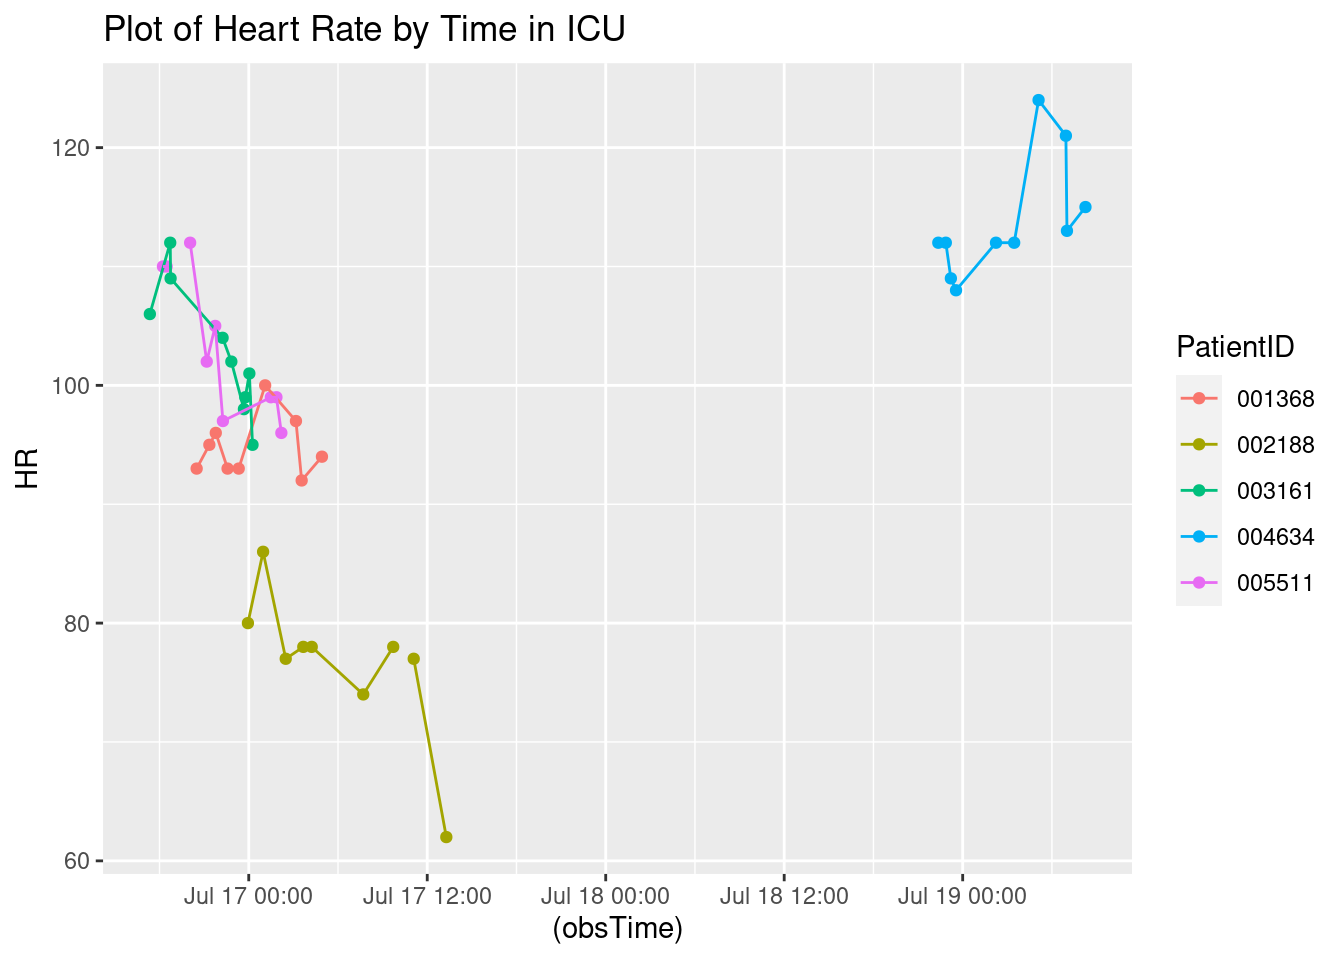 Plot of Heart Rate by Time in ICU
120
100
80
60
HR
Jul 17 00:00 Jul 17 12:00 Jul 18 00:00 Jul 18 12:00 Jul 19 00:00
(obsTime)
PatientID
001368
002188
003161
004634
005511